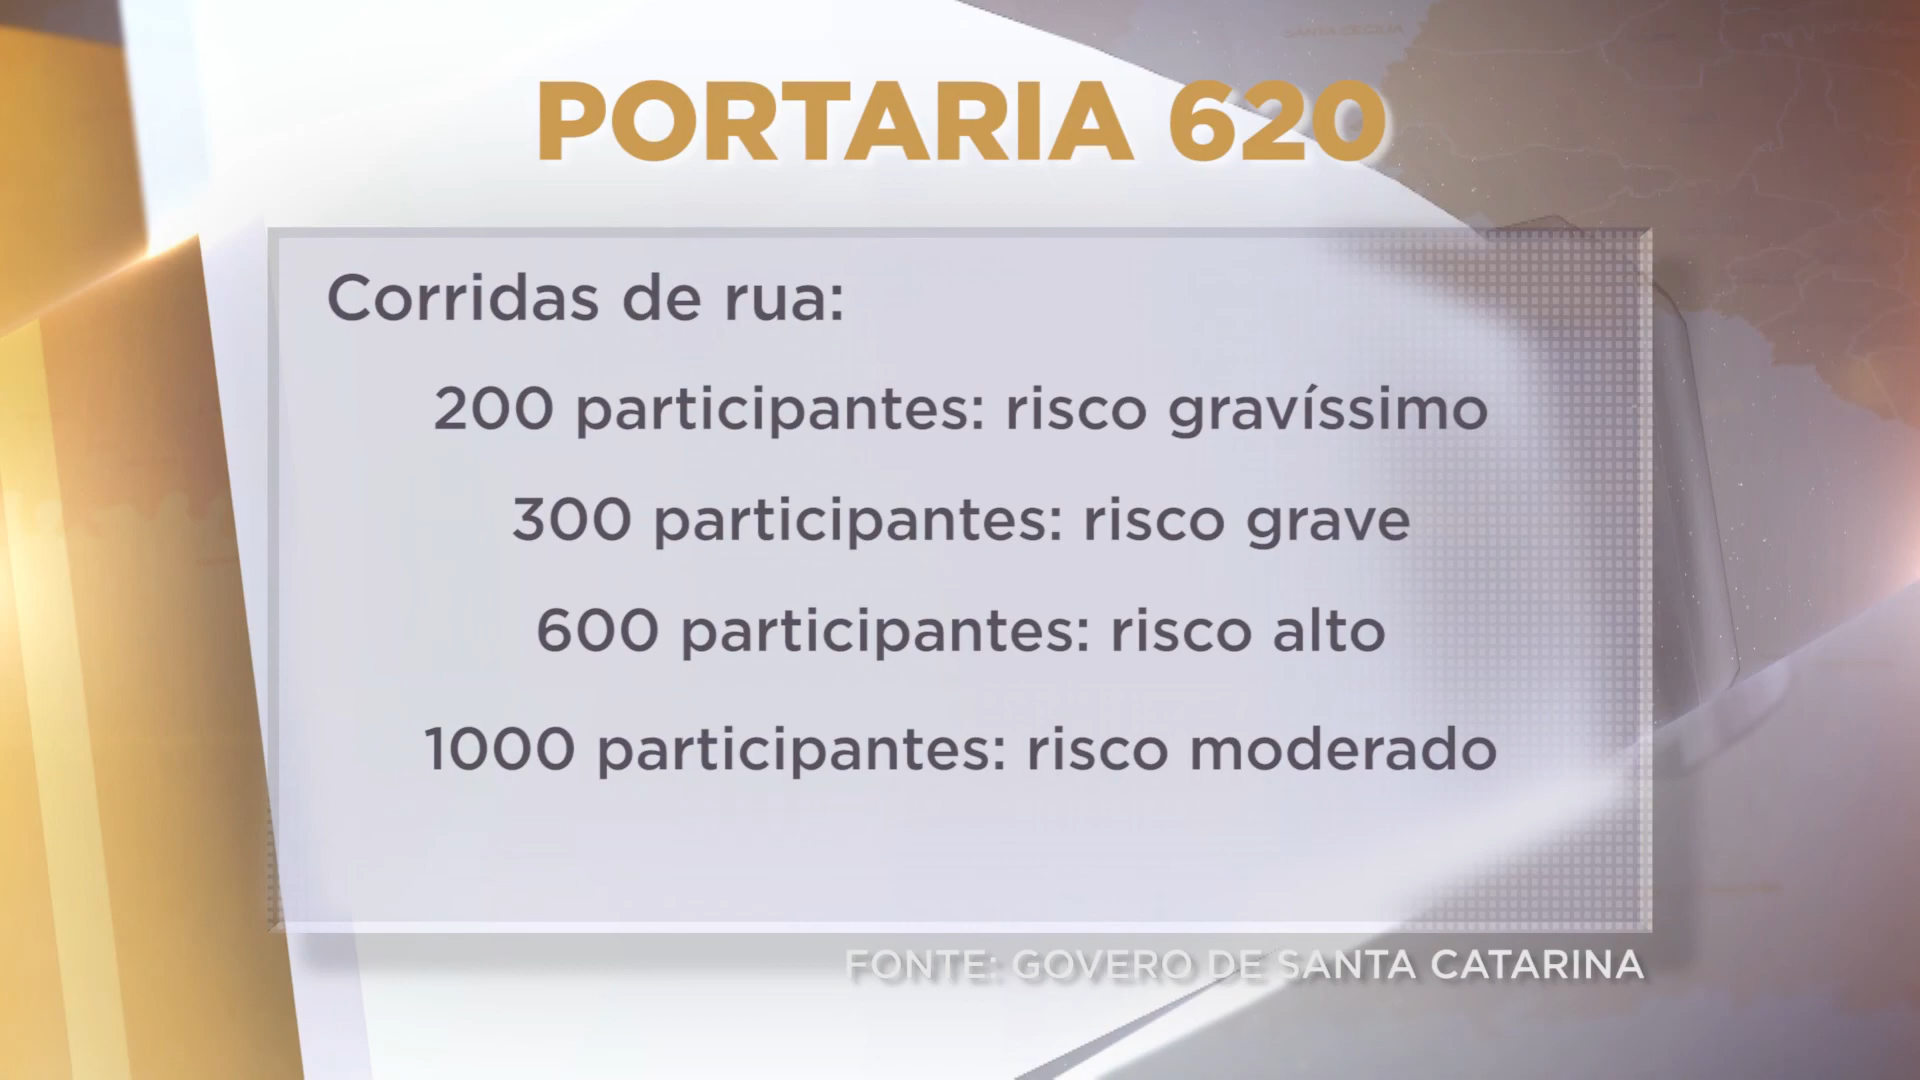 PORTARIA 620
Corridas de rua:
200 participantes: risco gravíssimo
300 participantes: risco grave
600 participantes: risco alto
1000 participantes: risco moderado
FONTE: GOVERO DE SANTA CATARINA